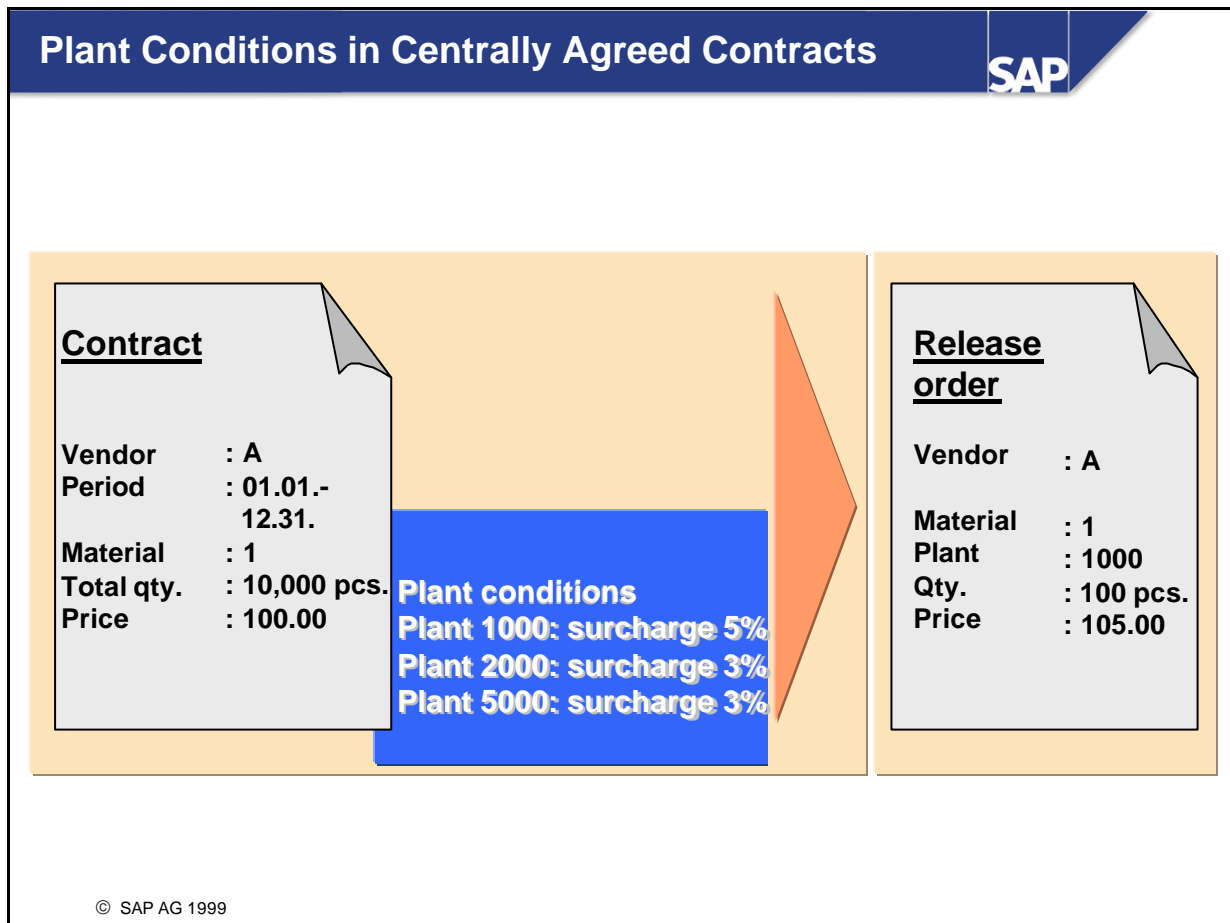 Plant Conditions in Centrally Agreed Contracts
SAP
Contract
Vendor : A
Period : 01.01.-
12.31.
Material : 1
Total qty. : 10,000 pcs.
Price : 100.00
Plant conditions
Plant 1000: surcharge 5%
Plant 2000: surcharge 3%
Plant 5000: surcharge 3%
Release
order
Vendor : A
Material : 1
Plant : 1000
Qty. : 100 pcs.
Price : 105.00
© SAP AG 1999